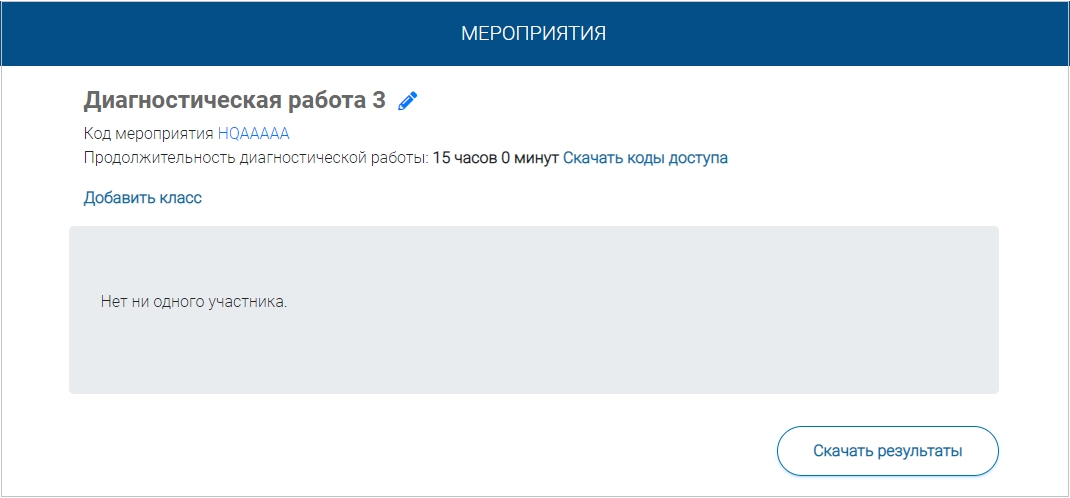 МЕРОПРИЯТИЯ
Диагностическая работа 3
Код мероприятия HQAAAAA
Продолжительность диагностической работы: 15 часов 0 минут Скачать коды доступа
Добавить класс
Нет ни одного участника.
Скачать результаты